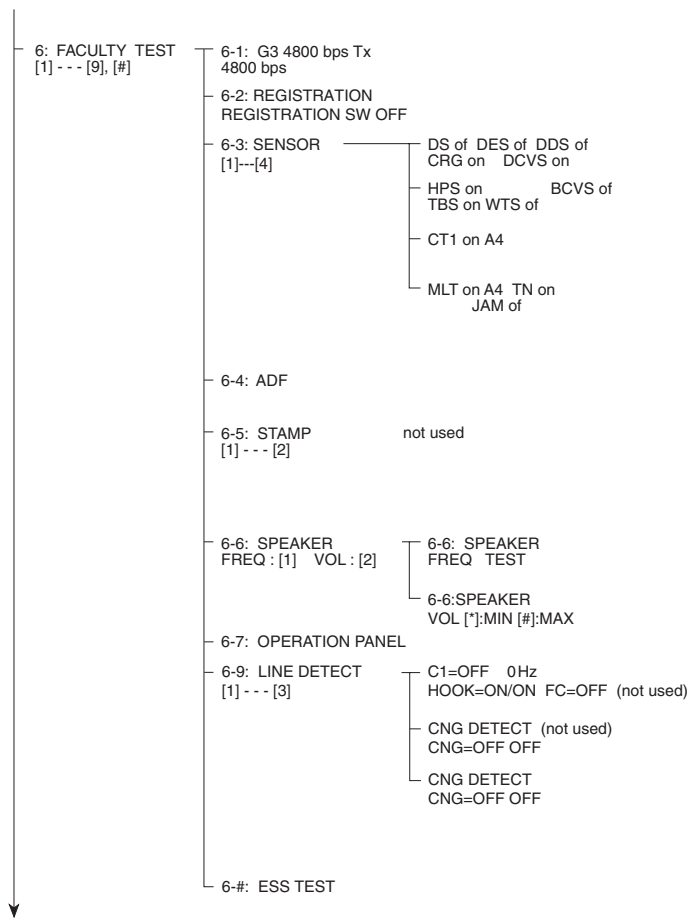 6: FACULTY TEST
[1] - - - [9], [#]
6-1: G3 4800 bps Tx
4800 bps
6-2: REGISTRATION
REGISTRATION SW OFF
6-3: SENSOR
[1]---[4]
DS of DES of DDS of
CRG on DCVS on
HPS on BCVS of
TBS on WTS of
CT1 on A4
MLT on A4 TN on
JAM of
6-4: ADF
6-5: STAMP not used
[1] - - - [2]
6-6: SPEAKER
FREQ : [1] VOL : [2]
6-6: SPEAKER
FREQ TEST
6-6:SPEAKER
VOL [*]:MIN [#]:MAX
6-7: OPERATION PANEL
6-9: LINE DETECT
[1] - - - [3]
C1=OFF 0Hz
HOOK=ON/ON FC=OFF (not used)
CNG DETECT (not used)
CNG=OFF OFF
CNG DETECT
CNG=OFF OFF
6-#: ESS TEST